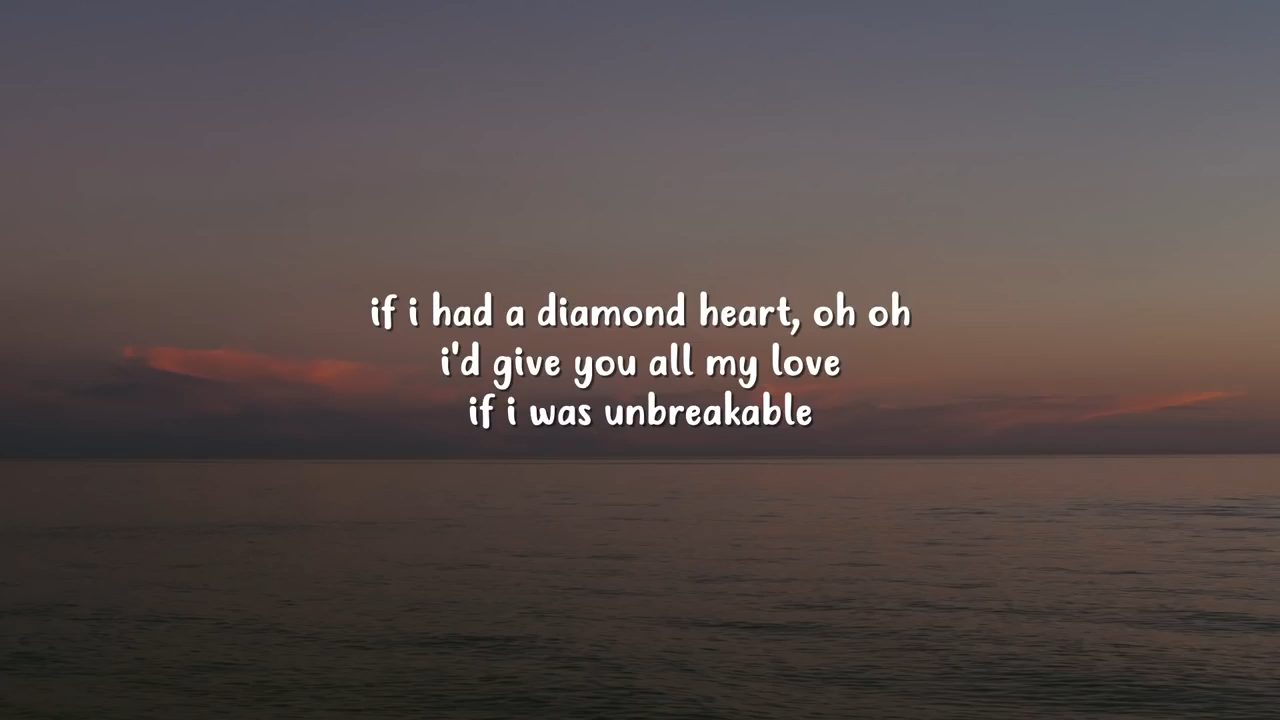 if i had a diamond heart, oh oh
i'd give you all my love
if i was unbreakable